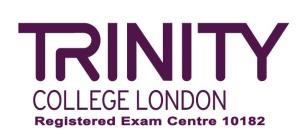 TRINITY
COLLEGE LONDON
Registered Exam Centre 10182